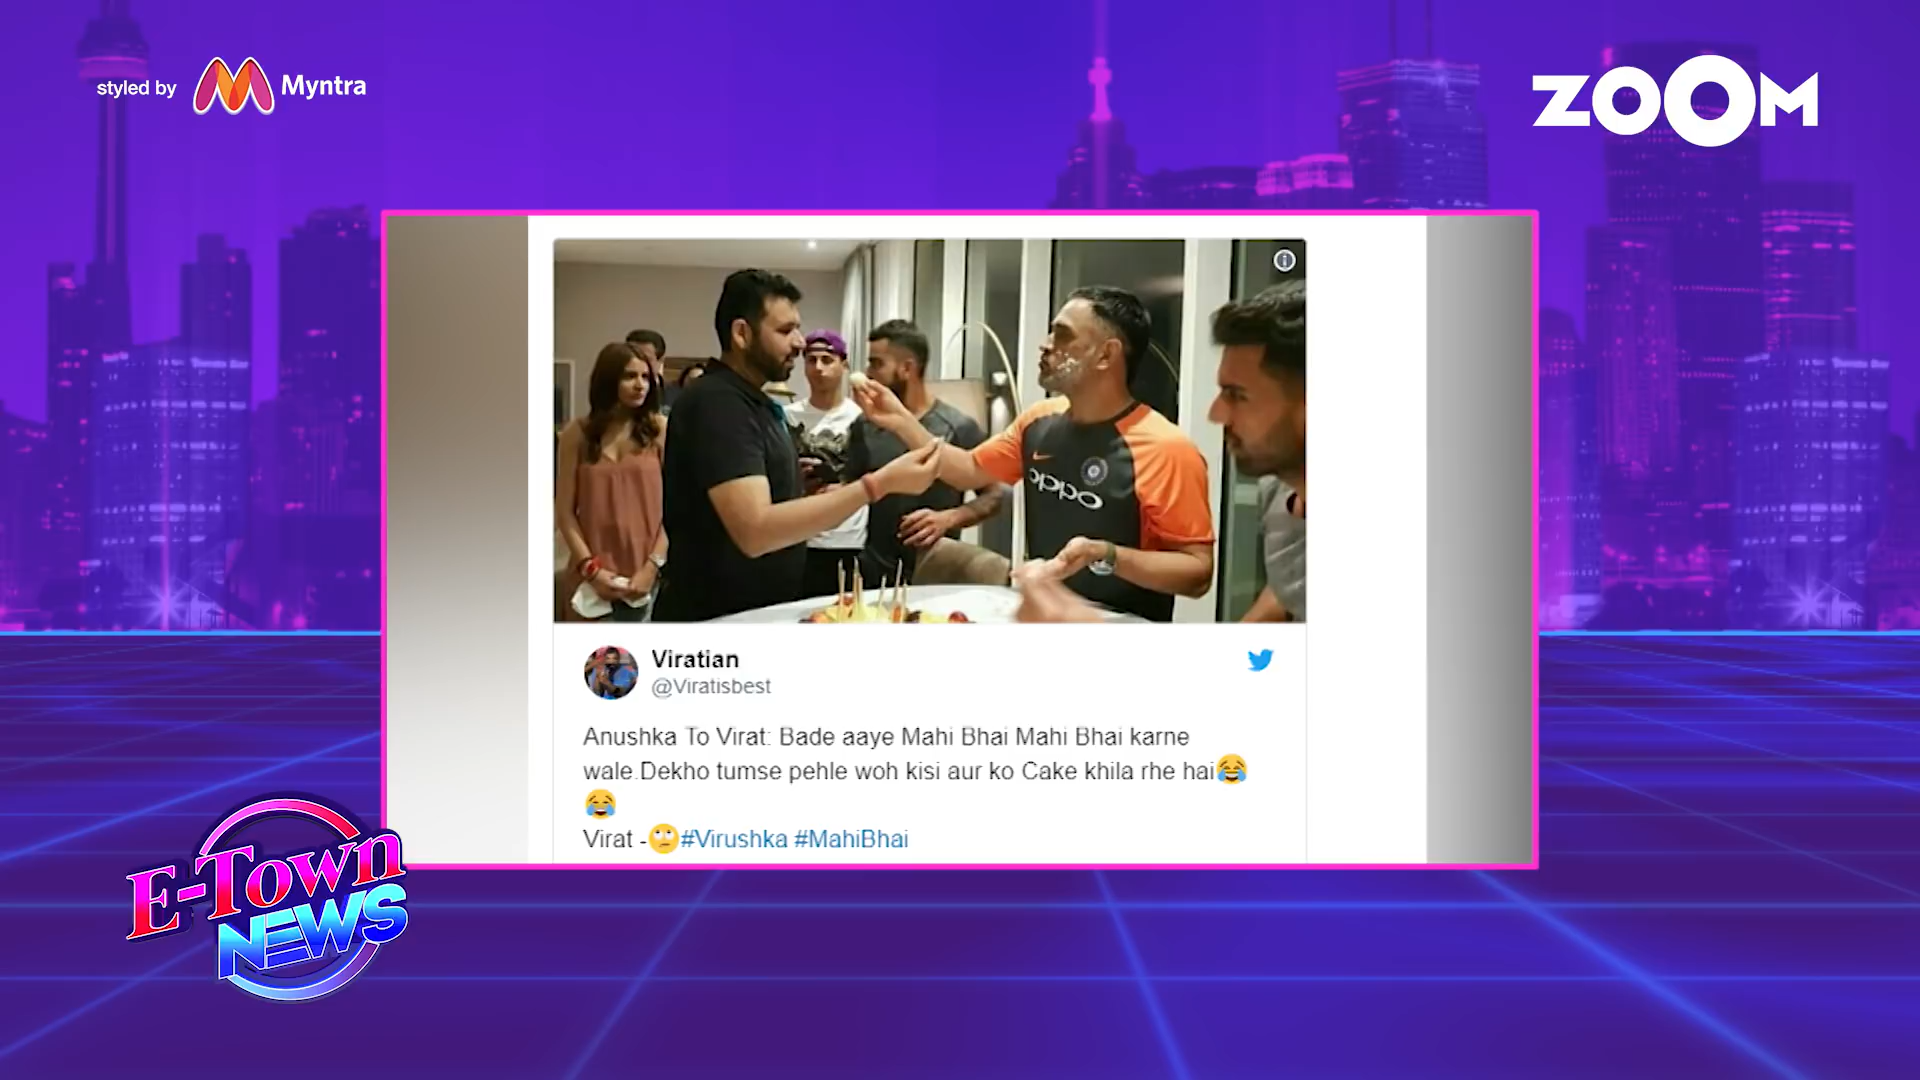 styled by Myntra
ZOOM
oppo
Viratian
@Viratisbest
Anushka To Virat: Bade aaye Mahi Bhai Mahi Bhai karne
wale.Dekho tumse pehle woh kisi aur ko Cake khila rhe hai😂
😂
Virat -🙄#Virushka #MahiBhai
E-Town
NEWS